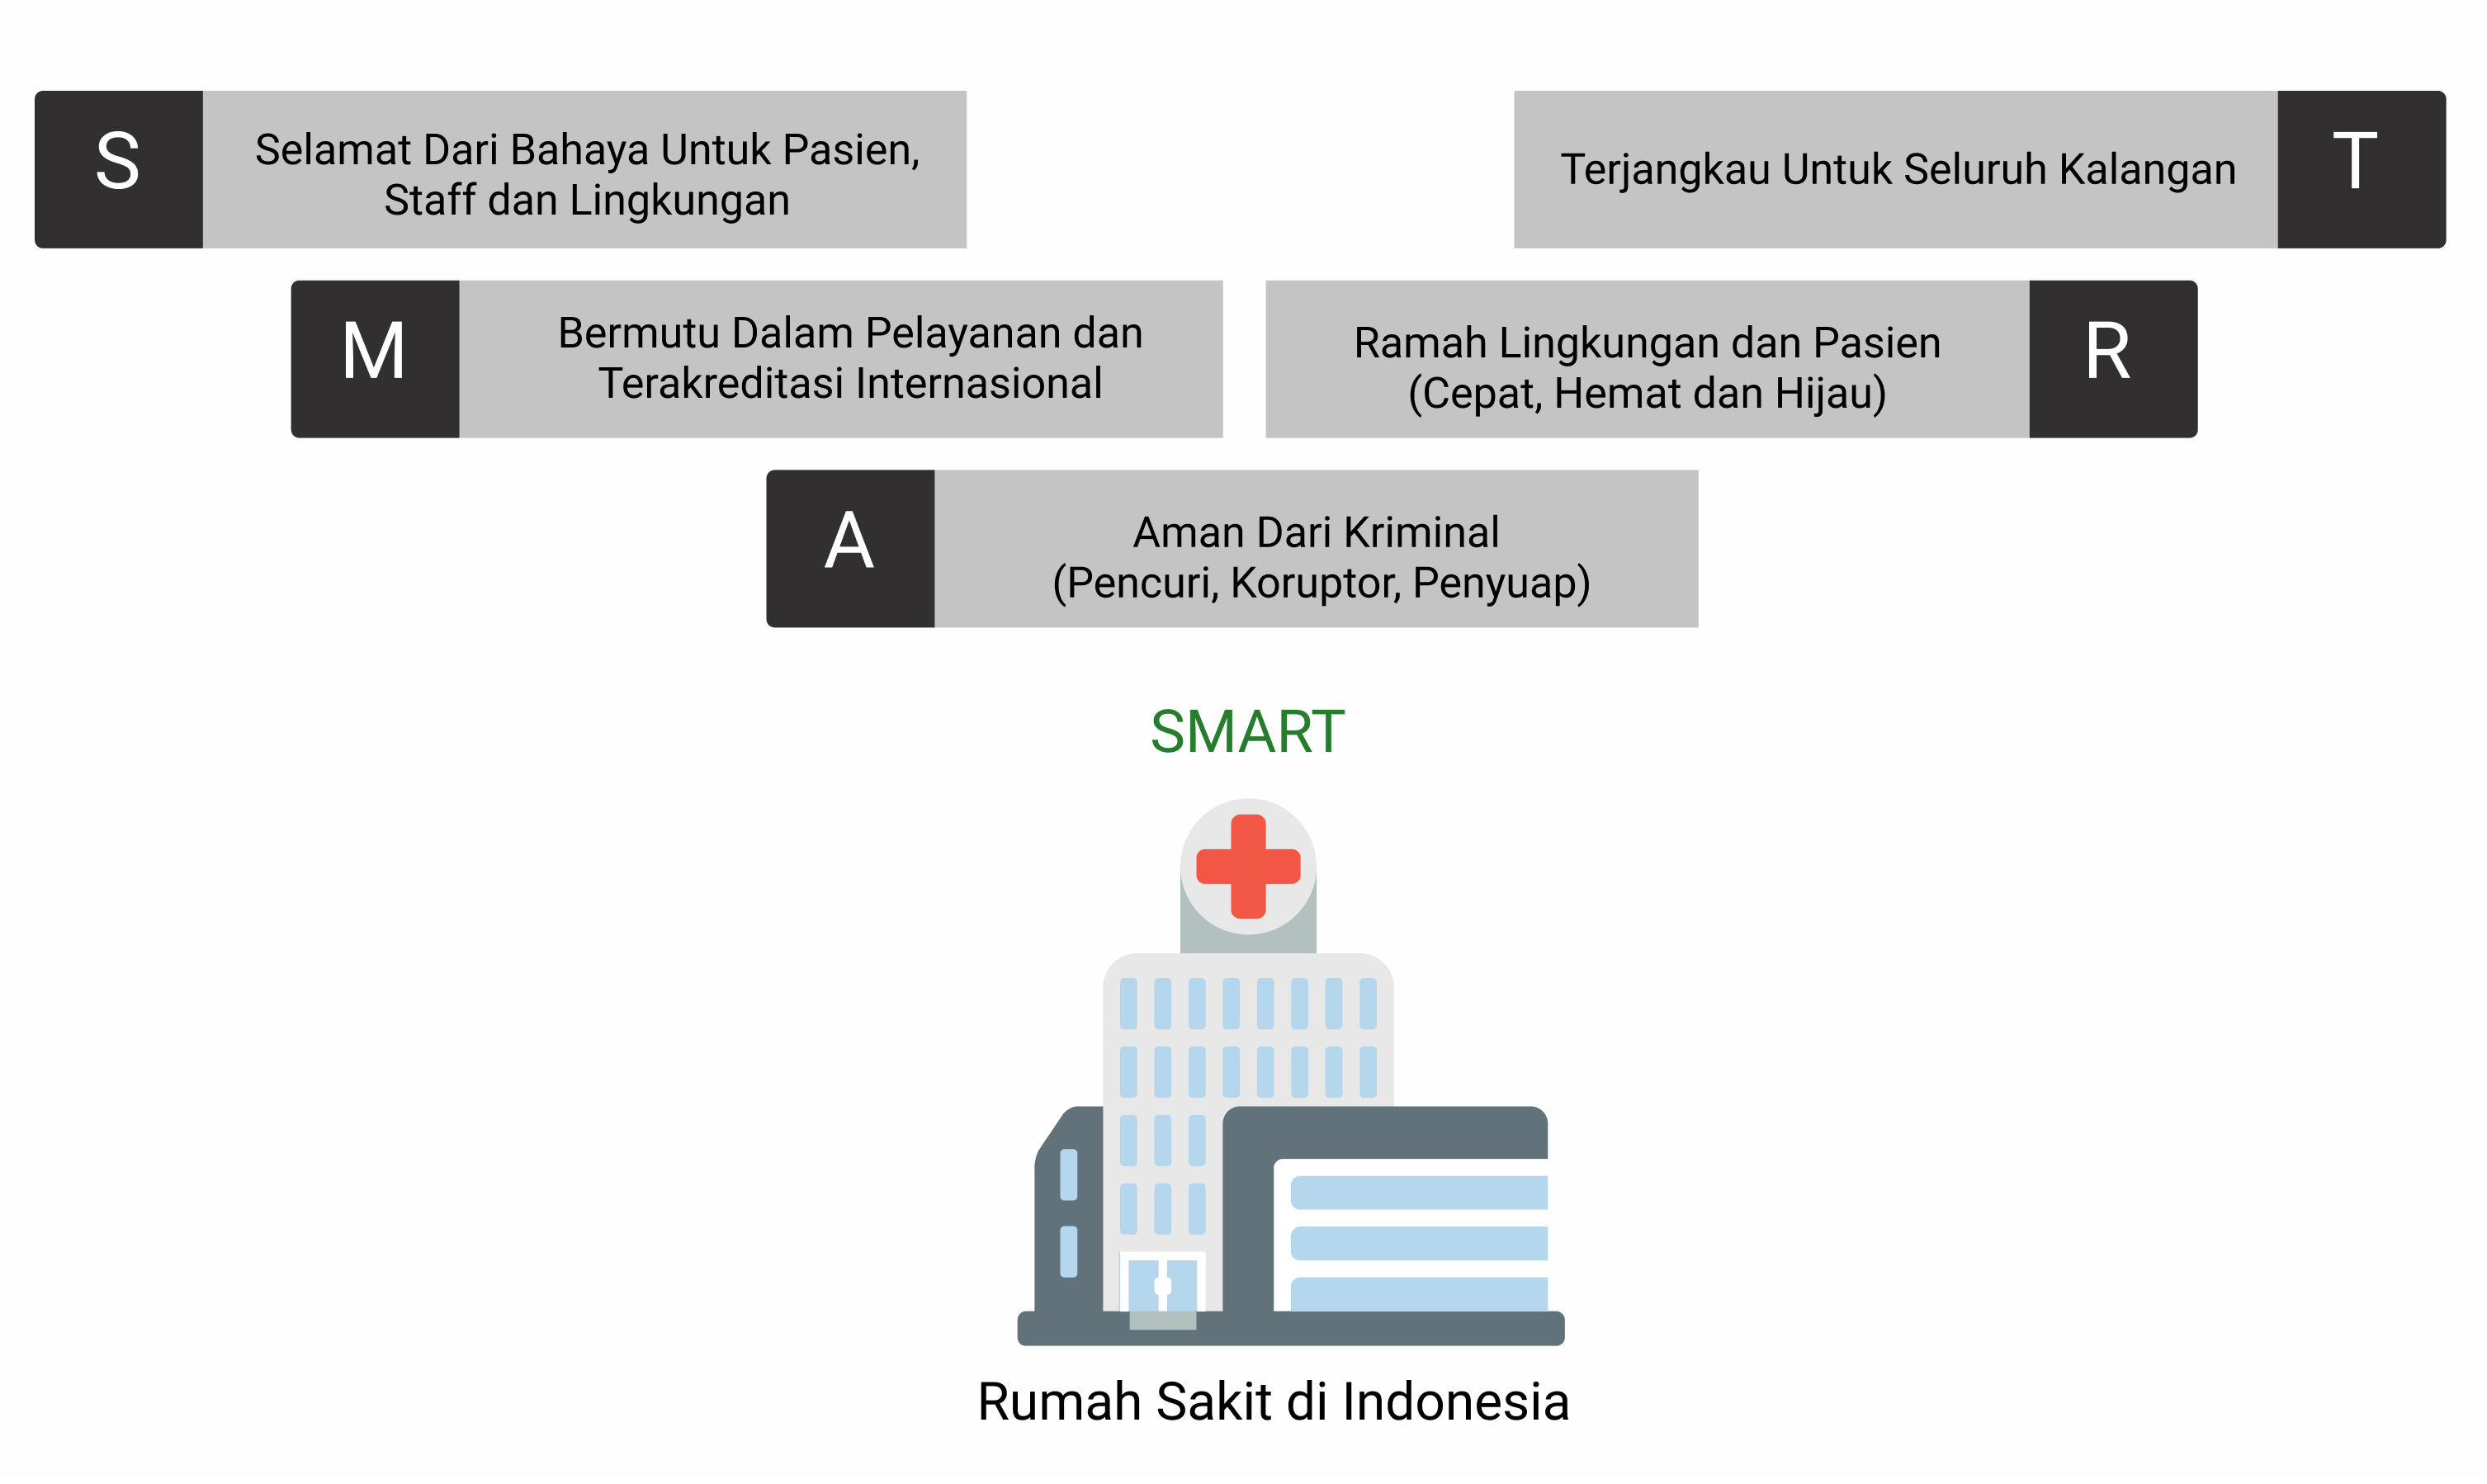 S
Selamat Dari Bahaya Untuk Pasien,
Staff dan Lingkungan
Terjangkau Untuk Seluruh Kalangan
T
M
Bermutu Dalam Pelayanan dan
Terakreditasi Internasional
Ramah Lingkungan dan Pasien
(Cepat, Hemat dan Hijau)
R
A
Aman Dari Kriminal
(Pencuri, Koruptor, Penyuap)
SMART
Rumah Sakit di Indonesia